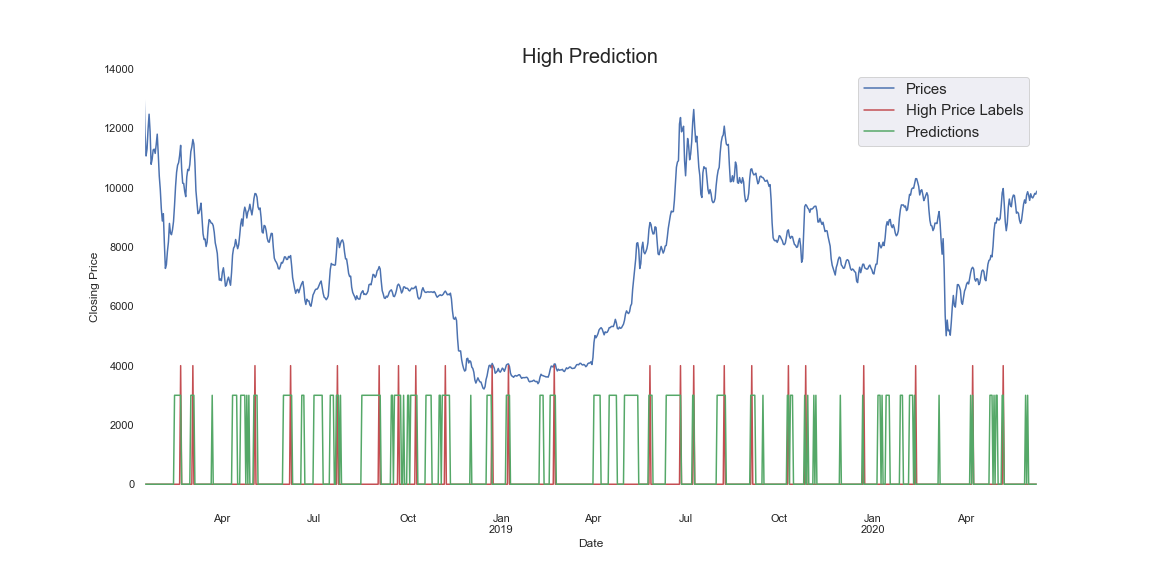 High Prediction
14000
12000
10000
8000
6000
4000
2000
0
Closing Price
Prices
High Price Labels
Predictions
Apr
Jul
Oct
Jan
2019
Apr
Jul
Oct
Jan
2020
Apr
Date